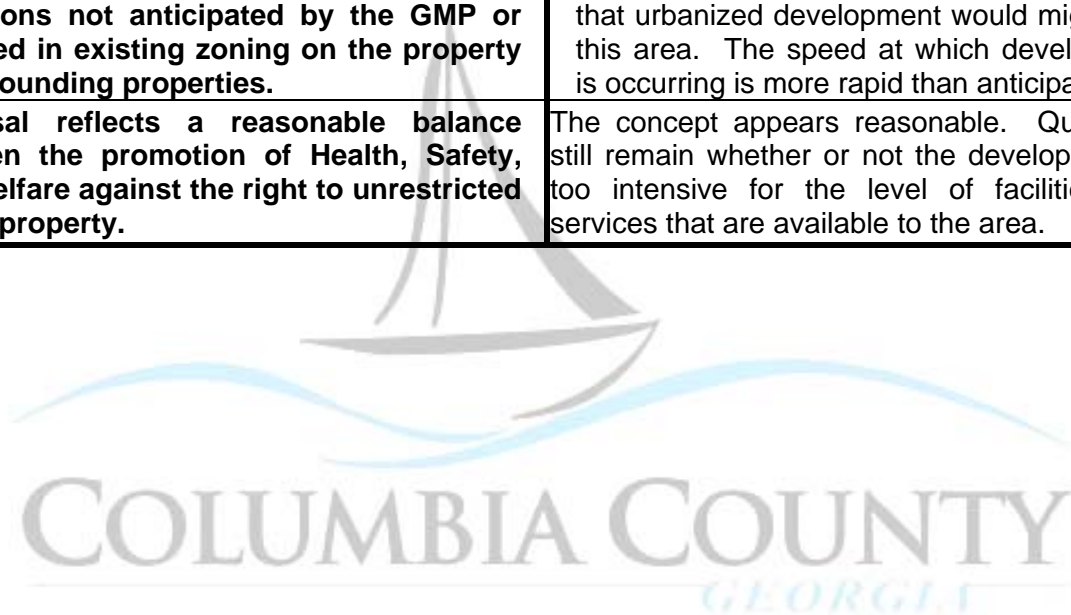 ons not anticipated by the GMP or
ed in existing zoning on the property
ounding properties.
that urbanized development would mig
this area. The speed at which devel
is occurring is more rapid than anticipa
sal reflects a reasonable balance
en the promotion of Health, Safety,
elfare against the right to unrestricted
property.
The concept appears reasonable. Qu
still remain whether or not the develop
too intensive for the level of faciliti
services that are available to the area.
COLUMBIA COUNTY
GEORGIA